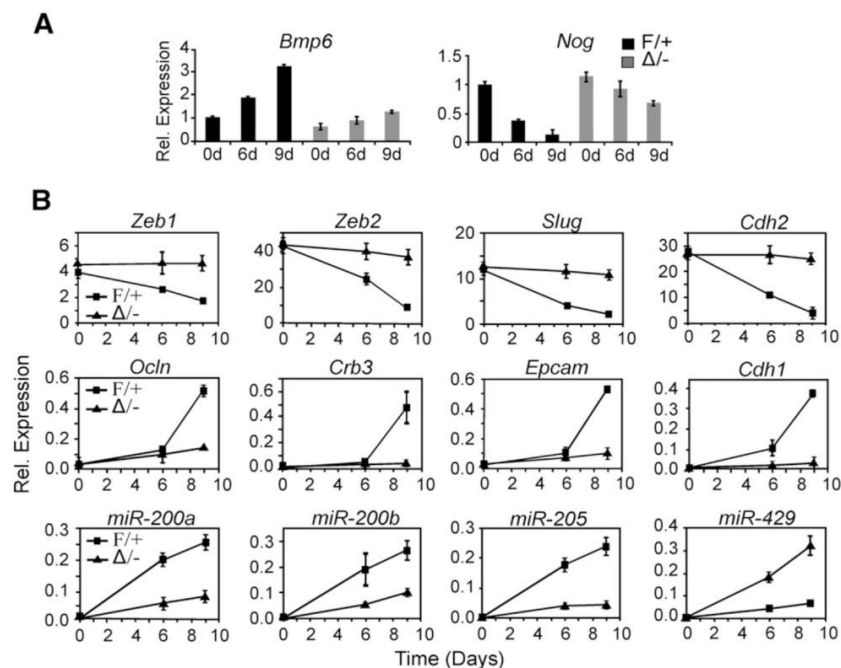 A
Bmp6
Nog
F/+
Δ/-
Rel. Expression
4
3
2
1
0
0d 6d 9d 0d 6d 9d
1.5
1
0.5
0
0d 6d 9d 0d 6d 9d
B
Zeb1 Zeb2 Slug Cdh2
6
4
2
0
F/+
Δ/-
0 2 4 6 8 10
40
20
0
0 2 4 6 8 10
20
10
0
0 2 4 6 8 10
30
20
10
0
0 2 4 6 8 10
Rel. Expression
Ocln Crb3 Epcam Cdh1
0.6
0.4
0.2
0.0
F/+
Δ/-
0 2 4 6 8 10
0.6
0.4
0.2
0.0
0 2 4 6 8 10
0.6
0.4
0.2
0.0
0 2 4 6 8 10
0.4
0.3
0.2
0.1
0.0
0 2 4 6 8 10
miR-200a miR-200b miR-205 miR-429
0.3
0.2
0.1
0
F/+
Δ/-
0 2 4 6 8 10
0.3
0.2
0.1
0.0
0 2 4 6 8 10
0.3
0.2
0.1
0.0
0 2 4 6 8 10
0.4
0.3
0.2
0.1
0.0
0 2 4 6 8 10
Time (Days)